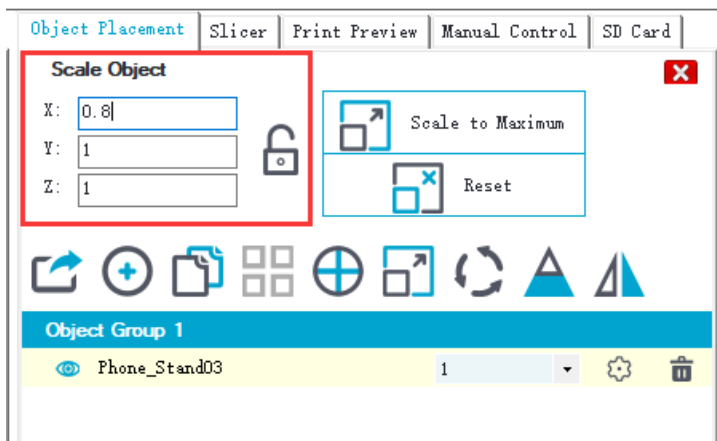 Object Placement Slicer Print Preview Manual Control SD Card
Scale Object
X: 0.8
Y: 1
Z: 1
Scale to Maximum
Reset
Object Group 1
Phone_Stand03 1